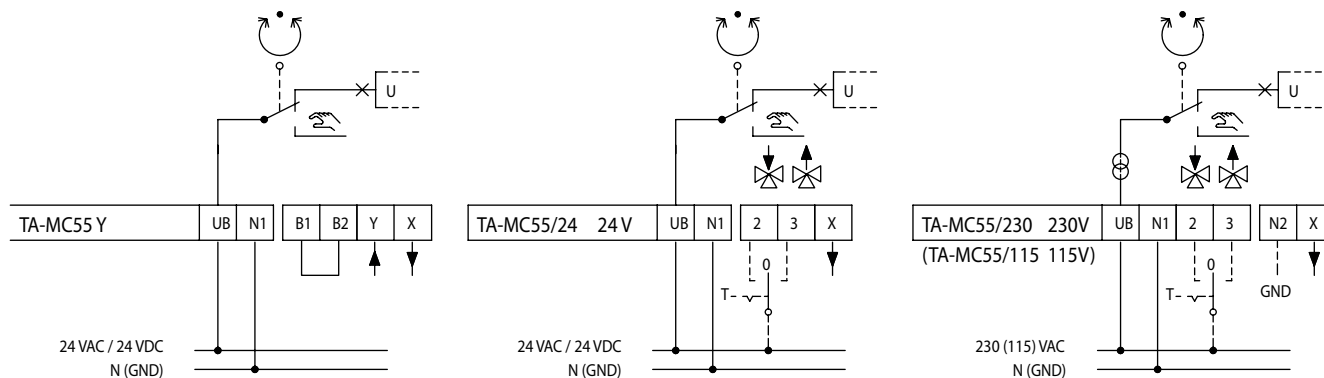 U
TA-MC55 Y UB N1 B1 B2 Y X
24 VAC / 24 VDC
N (GND)
U
TA-MC55/24 24 V UB N1 2 3 X
0
T
24 VAC / 24 VDC
N (GND)
U
TA-MC55/230 230V UB N1 2 3 N2 X
(TA-MC55/115 115V)
0
T
GND
230 (115) VAC
N (GND)